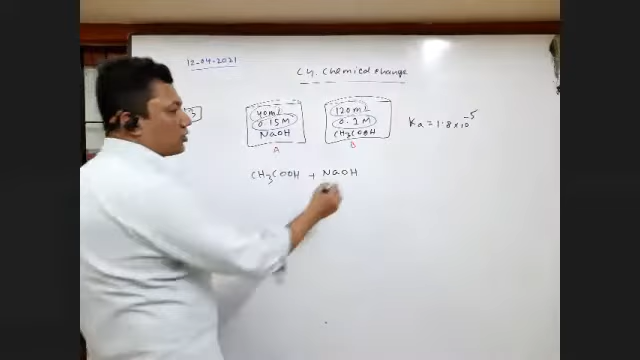 12-04-2021
C4. Chemical change
40mL
0.15M
NaOH
A
120mL
0.1M
CH3COOH
B
Ka = 1.8×10^-5
CH3COOH + NaOH